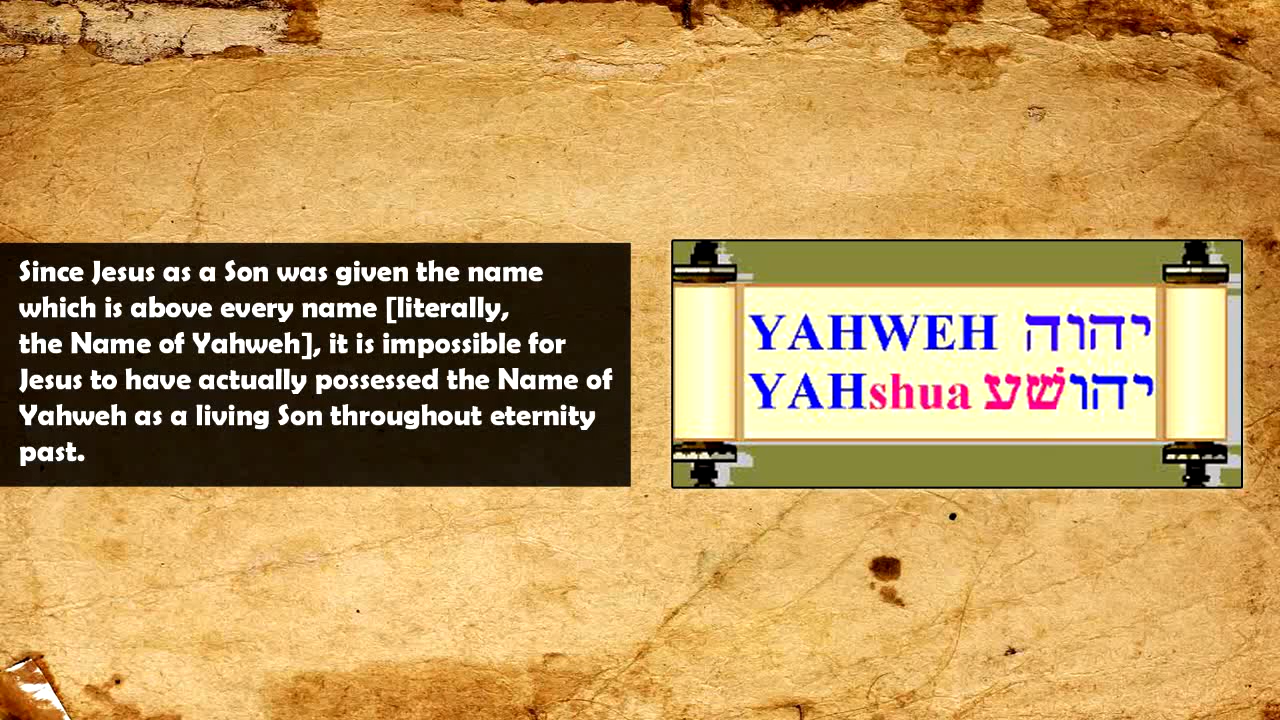 Since Jesus as a Son was given the name
which is above every name [literally,
the Name of Yahweh], it is impossible for
Jesus to have actually possessed the Name of
Yahweh as a living Son throughout eternity
past.
YAHWEH יהוה
YAHshua יהושׁע